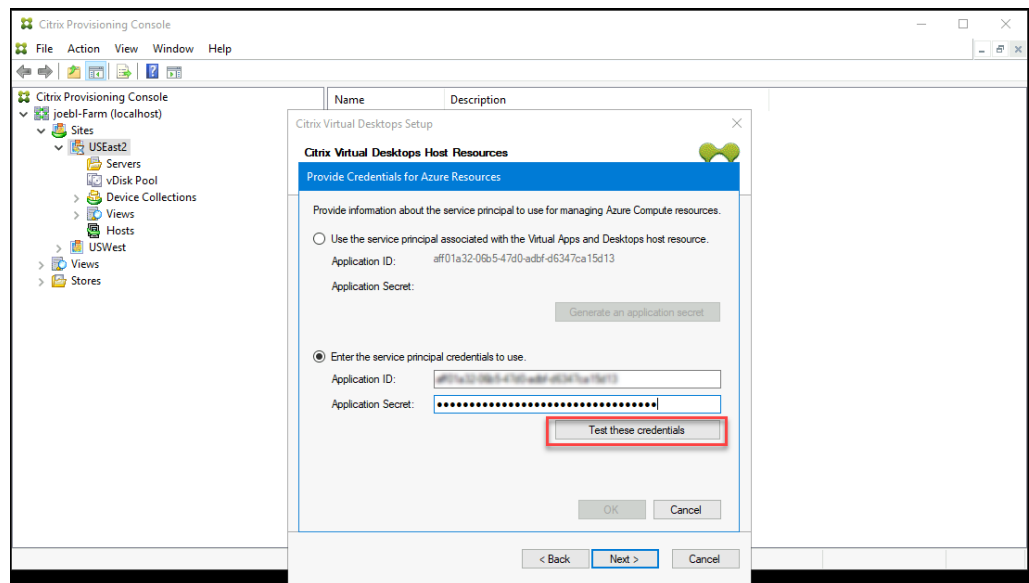 Citrix Provisioning Console
File Action View Window Help
Citrix Provisioning Console
joebl-Farm (localhost)
Sites
USEast2
Servers
vDisk Pool
Device Collections
Views
Hosts
USWest
Views
Stores
Name Description
Citrix Virtual Desktops Setup
Citrix Virtual Desktops Host Resources
Provide Credentials for Azure Resources
Provide information about the service principal to use for managing Azure Compute resources.
Use the service principal associated with the Virtual Apps and Desktops host resource.
Application ID: aff01a32-06b5-47d0-adbf-d6347ca15d13
Application Secret:
Generate an application secret
Enter the service principal credentials to use.
Application ID:
Application Secret:
Test these credentials
OK Cancel
< Back Next > Cancel